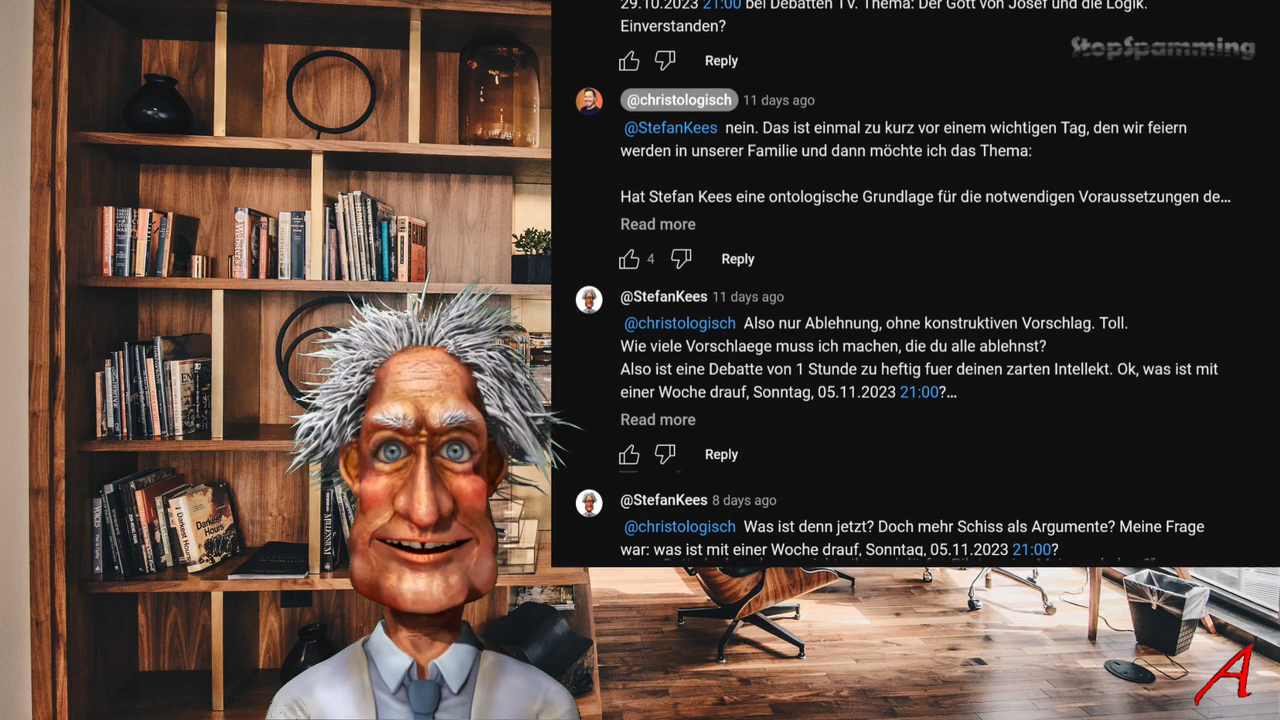 29.10.2023 21:00 bei Debatten TV. Thema: Der Gott von Josef und die Logik.
Einverstanden?
StopSpamming
Reply
@christologisch 11 days ago
@StefanKees nein. Das ist einmal zu kurz vor einem wichtigen Tag, den wir feiern
werden in unserer Familie und dann möchte ich das Thema:
Hat Stefan Kees eine ontologische Grundlage für die notwendigen Voraussetzungen de...
Read more
4 Reply
@StefanKees 11 days ago
@christologisch Also nur Ablehnung, ohne konstruktiven Vorschlag. Toll.
Wie viele Vorschlaege muss ich machen, die du alle ablehnst?
Also ist eine Debatte von 1 Stunde zu heftig fuer deinen zarten Intellekt. Ok, was ist mit
einer Woche drauf, Sonntag, 05.11.2023 21:00?...
Read more
Reply
@StefanKees 8 days ago
@christologisch Was ist denn jetzt? Doch mehr Schiss als Argumente? Meine Frage
war: was ist mit einer Woche drauf, Sonntag, 05.11.2023 21:00?
Darkest
Hours
A